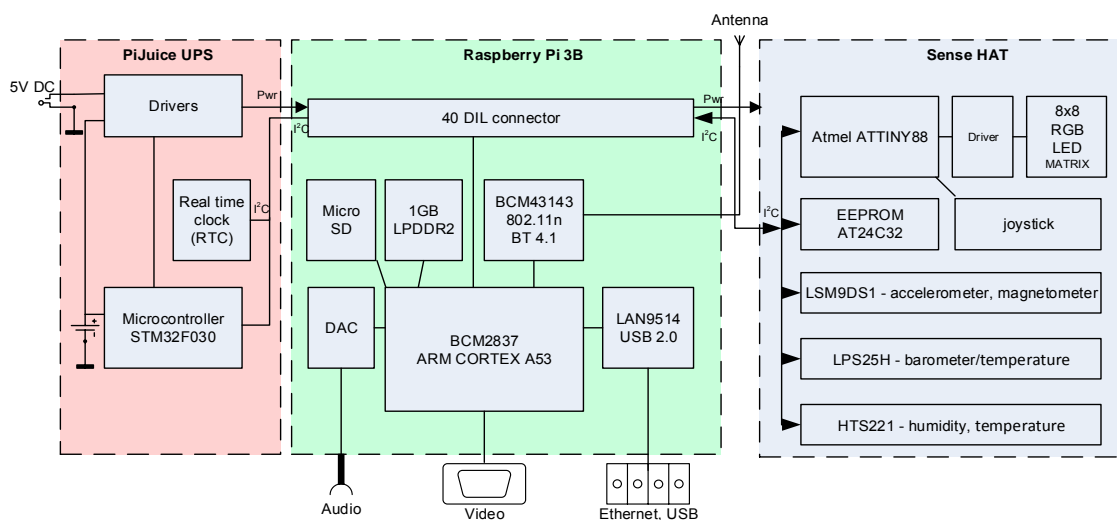 Antenna
PiJuice UPS
Raspberry Pi 3B
Sense HAT
5V DC
Drivers
Pwr
I²C
40 DIL connector
Pwr
I²C
Atmel ATTINY88
Driver
8x8
RGB
LED
MATRIX
Real time
clock
(RTC)
I²C
Micro
SD
1GB
LPDDR2
BCM43143
802.11n
BT 4.1
I²C
EEPROM
AT24C32
joystick
Microcontroller
STM32F030
+
-
DAC
BCM2837
ARM CORTEX A53
LAN9514
USB 2.0
LSM9DS1 - accelerometer, magnetometer
LPS25H - barometer/temperature
HTS221 - humidity, temperature
Audio
Video
Ethernet, USB